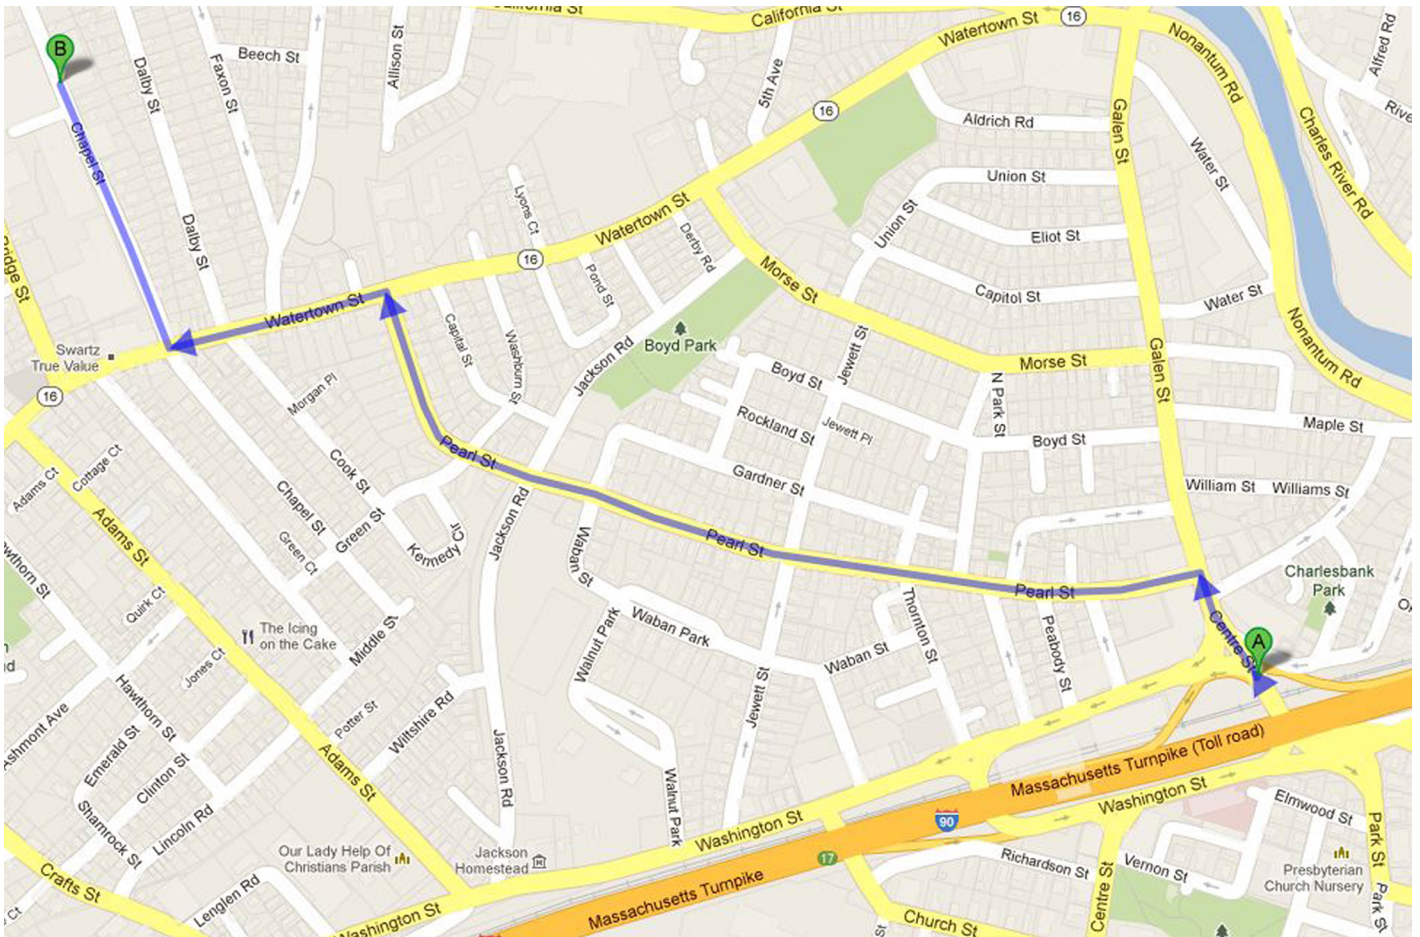 California St
California St
Watertown St
16
Nonantum Rd
Alfred Rd
B
Beech St
Allison St
Dalby St
Faxon St
5th Ave
16
Aldrich Rd
Galen St
Charles River Rd
Water St
Chapel St
Union St
Lyons Ct
Dalby St
Watertown St
Union St
Eliot St
Derby Rd
16
Morse St
Pond St
Capitol St
Water St
Watertown St
Nonantum Rd
Capital St
Washburn St
Boyd Park
Jewett St
Morse St
Galen St
Swartz
True Value
Jackson Rd
Boyd St
N Park St
16
Morgan Pl
Rockland St
Jewett Pl
Boyd St
Maple St
Pearl St
Adams Ct
Cottage Ct
Cook St
Gardner St
William St
Williams St
Chapel St
Adams St
Green Ct
Green St
Kennedy Cir
Jackson Rd
Pearl St
Waban St
Pearl St
Charlesbank
Park
Quirk Ct
Thornton St
Peabody St
Centre St
A
The Icing
on the Cake
Middle St
Walnut Park
Waban Park
Waban St
Jones Ct
Hawthorn St
Potter St
Wiltshire Rd
Jewett St
Emerald St
Clinton St
Adams St
Jackson Rd
Walnut Park
Massachusetts Turnpike (Toll road)
Shamrock St
Lincoln Rd
Washington St
90
Washington St
Elmwood St
Park St
Our Lady Help Of
Christians Parish
Jackson
Homestead
17
Richardson St
Vernon St
Presbyterian
Church Nursery
Crafts St
Lenglen Rd
Massachusetts Turnpike
Centre St
Park St
Washington St
Church St
St